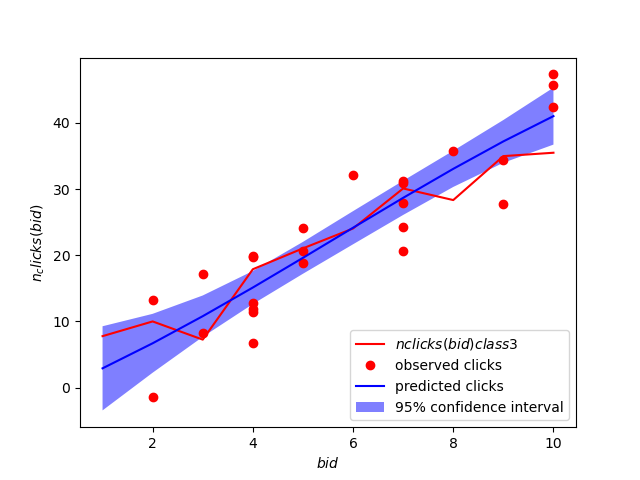 40
30
20
10
0
n_clicks(bid)
2
4
6
8
10
bid
nclicks(bid)class3
observed clicks
predicted clicks
95% confidence interval